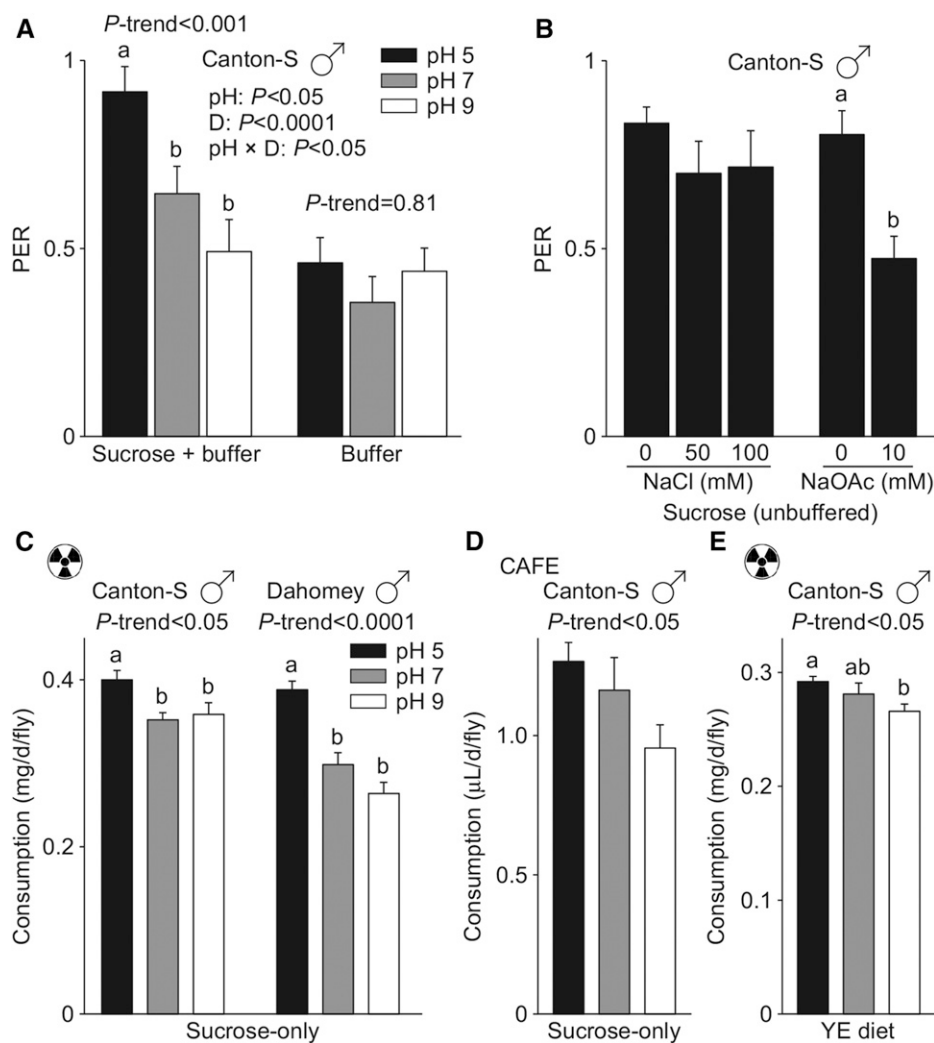 A
P-trend<0.001
a
Canton-S ♂
pH 5
pH 7
pH 9
pH: P<0.05
D: P<0.0001
pH × D: P<0.05
b
b
P-trend=0.81
1
0.5
0
PER
Sucrose + buffer
Buffer
B
Canton-S ♂
a
b
1
0.5
0
PER
0 50 100
0 10
NaCl (mM)
NaOAc (mM)
Sucrose (unbuffered)
C
Canton-S ♂
Dahomey ♂
P-trend<0.05
P-trend<0.0001
pH 5
pH 7
pH 9
a
b
b
a
b
b
0.4
0.2
0
Consumption (mg/d/fly)
Sucrose-only
D
CAFE
Canton-S ♂
P-trend<0.05
1.0
0.5
0
Consumption (μL/d/fly)
Sucrose-only
E
Canton-S ♂
P-trend<0.05
a
ab
b
0.3
0.2
0.1
0
Consumption (mg/d/fly)
YE diet